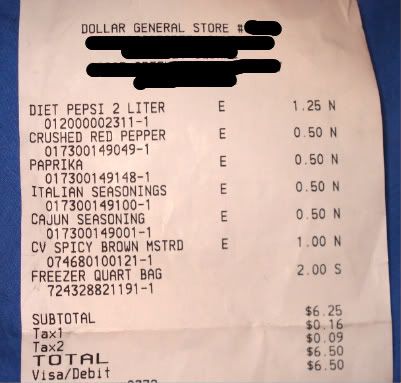 DOLLAR GENERAL STORE #
DIET PEPSI 2 LITER E 1.25 N
012000002311-1
CRUSHED RED PEPPER E 0.50 N
017300149049-1
PAPRIKA E 0.50 N
017300149148-1
ITALIAN SEASONINGS E 0.50 N
017300149100-1
CAJUN SEASONING E 0.50 N
017300149001-1
CV SPICY BROWN MSTRD E 1.00 N
074680100121-1
FREEZER QUART BAG 2.00 S
724328821191-1
SUBTOTAL $6.25
Tax1 $0.16
Tax2 $0.09
TOTAL $6.50
Visa/Debit $6.50